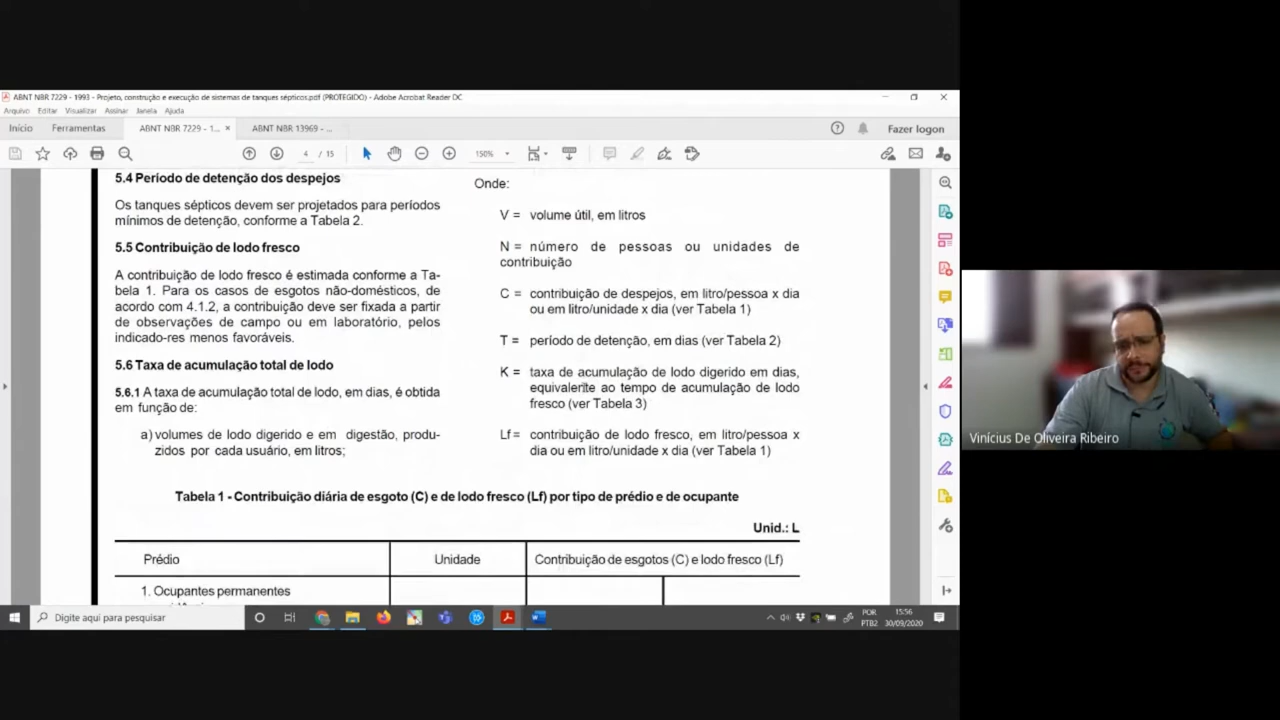 ABNT NBR 7229 - 1993 - Projeto, construção e execução de sistemas de tanques sépticos.pdf (PROTEGIDO) - Adobe Acrobat Reader DC
Arquivo Editar Visualizar Assinar Janela Ajuda
Início Ferramentas ABNT NBR 7229 - 1... × ABNT NBR 13969 - ... Fazer logon
4 / 15 150%
5.4 Período de detenção dos despejos
Os tanques sépticos devem ser projetados para períodos
mínimos de detenção, conforme a Tabela 2.
5.5 Contribuição de lodo fresco
A contribuição de lodo fresco é estimada conforme a Ta-
bela 1. Para os casos de esgotos não-domésticos, de
acordo com 4.1.2, a contribuição deve ser fixada a partir
de observações de campo ou em laboratório, pelos
indicado-res menos favoráveis.
5.6 Taxa de acumulação total de lodo
5.6.1 A taxa de acumulação total de lodo, em dias, é obtida
em função de:
a) volumes de lodo digerido e em digestão, produ-
zidos por cada usuário, em litros;
Onde:
V = volume útil, em litros
N = número de pessoas ou unidades de
contribuição
C = contribuição de despejos, em litro/pessoa x dia
ou em litro/unidade x dia (ver Tabela 1)
T = período de detenção, em dias (ver Tabela 2)
K = taxa de acumulação de lodo digerido em dias,
equivalente ao tempo de acumulação de lodo
fresco (ver Tabela 3)
Lf = contribuição de lodo fresco, em litro/pessoa x
dia ou em litro/unidade x dia (ver Tabela 1)
Tabela 1 - Contribuição diária de esgoto (C) e de lodo fresco (Lf) por tipo de prédio e de ocupante
Unid.: L
Prédio Unidade Contribuição de esgotos (C) e lodo fresco (Lf)
1. Ocupantes permanentes
Digite aqui para pesquisar
POR 15:56
PTB2 30/09/2020
Vinícius De Oliveira Ribeiro